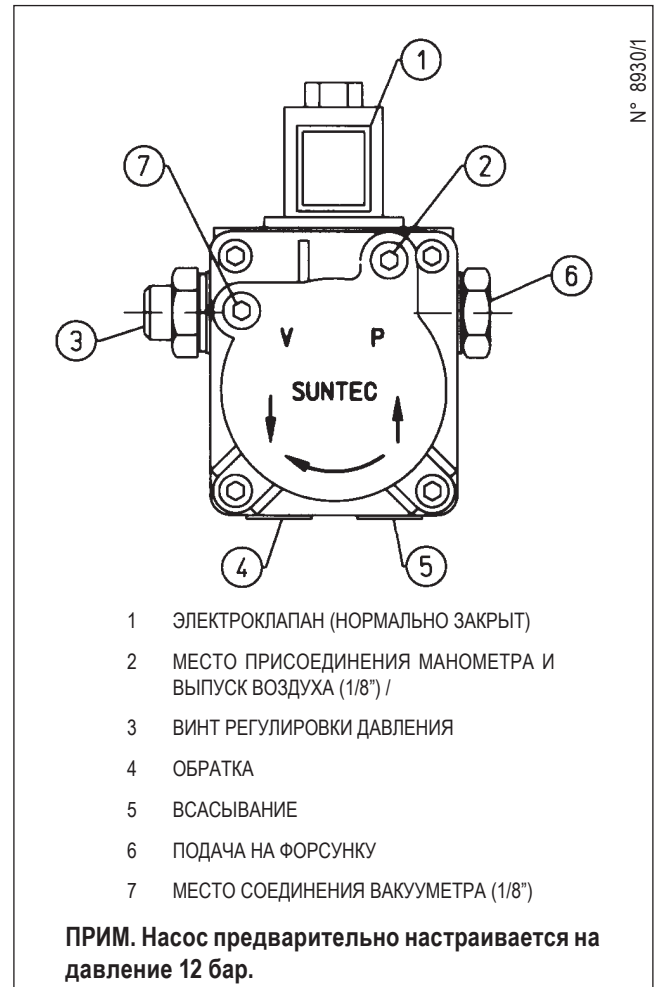 N° 8930/1
1
7
2
6
3
V P
SUNTEC
4
5
1 ЭЛЕКТРОКЛАПАН (НОРМАЛЬНО ЗАКРЫТ)
2 МЕСТО ПРИСОЕДИНЕНИЯ МАНОМЕТРА И
ВЫПУСК ВОЗДУХА (1/8") /
3 ВИНТ РЕГУЛИРОВКИ ДАВЛЕНИЯ
4 ОБРАТКА
5 ВСАСЫВАНИЕ
6 ПОДАЧА НА ФОРСУНКУ
7 МЕСТО СОЕДИНЕНИЯ ВАКУУМЕТРА (1/8")
ПРИМ. Насос предварительно настраивается на
давление 12 бар.